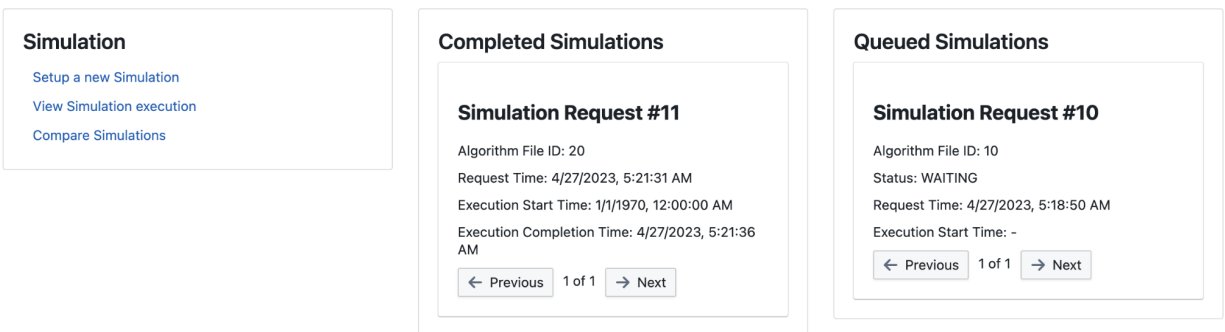 Simulation
Setup a new Simulation
View Simulation execution
Compare Simulations
Completed Simulations
Simulation Request #11
Algorithm File ID: 20
Request Time: 4/27/2023, 5:21:31 AM
Execution Start Time: 1/1/1970, 12:00:00 AM
Execution Completion Time: 4/27/2023, 5:21:36
AM
← Previous 1 of 1 → Next
Queued Simulations
Simulation Request #10
Algorithm File ID: 10
Status: WAITING
Request Time: 4/27/2023, 5:18:50 AM
Execution Start Time: -
← Previous 1 of 1 → Next